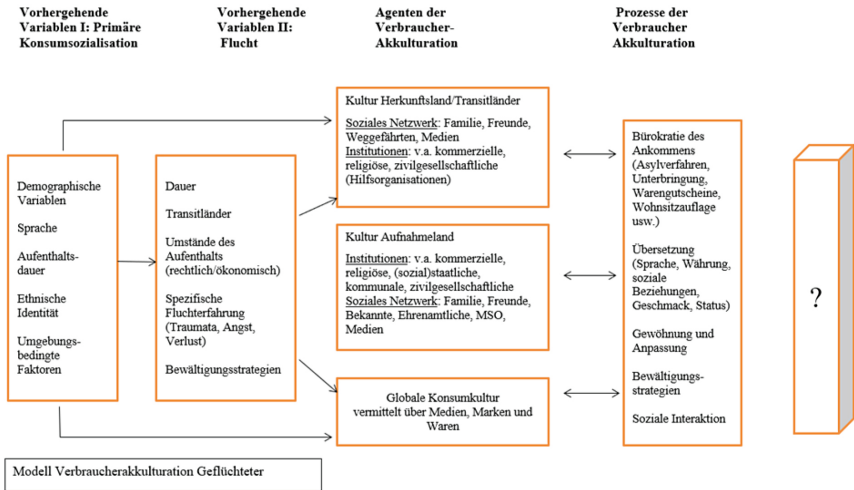 Vorhergehende
Variablen I: Primäre
Konsumsozialisation
Vorhergehende
Variablen II:
Flucht
Agenten der
Verbraucher-
Akkulturation
Prozesse der
Verbraucher
Akkulturation
Demographische
Variablen
Sprache
Aufenthalts-
dauer
Ethnische
Identität
Umgebungs-
bedingte
Faktoren
Dauer
Transitländer
Umstände des
Aufenthalts
(rechtlich/ökonomisch)
Spezifische
Fluchterfahrung
(Traumata, Angst,
Verlust)
Bewältigungsstrategien
Kultur Herkunftsland/Transitländer
Soziales Netzwerk: Familie, Freunde,
Weggefährten, Medien
Institutionen: v.a. kommerzielle,
religiöse, zivilgesellschaftliche
(Hilfsorganisationen)
Kultur Aufnahmeland
Institutionen: v.a. kommerzielle,
religiöse, (sozial)staatliche,
kommunale, zivilgesellschaftliche
Soziales Netzwerk: Familie, Freunde,
Bekannte, Ehrenamtliche, MSO,
Medien
Globale Konsumkultur
vermittelt über Medien, Marken und
Waren
Bürokratie des
Ankommens
(Asylverfahren,
Unterbringung,
Warengutscheine,
Wohnsitzauflage
usw.)
Übersetzung
(Sprache, Währung,
soziale
Beziehungen,
Geschmack, Status)
Gewöhnung und
Anpassung
Bewältigungs-
strategien
Soziale Interaktion
?
Modell Verbraucherakkulturation Geflüchteter